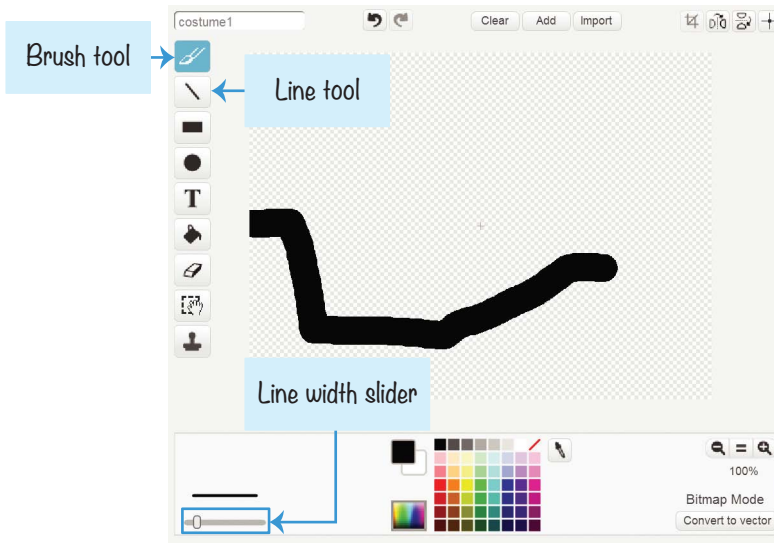 costume1
Clear Add Import
Brush tool
Line tool
T
Line width slider
100%
Bitmap Mode
Convert to vector